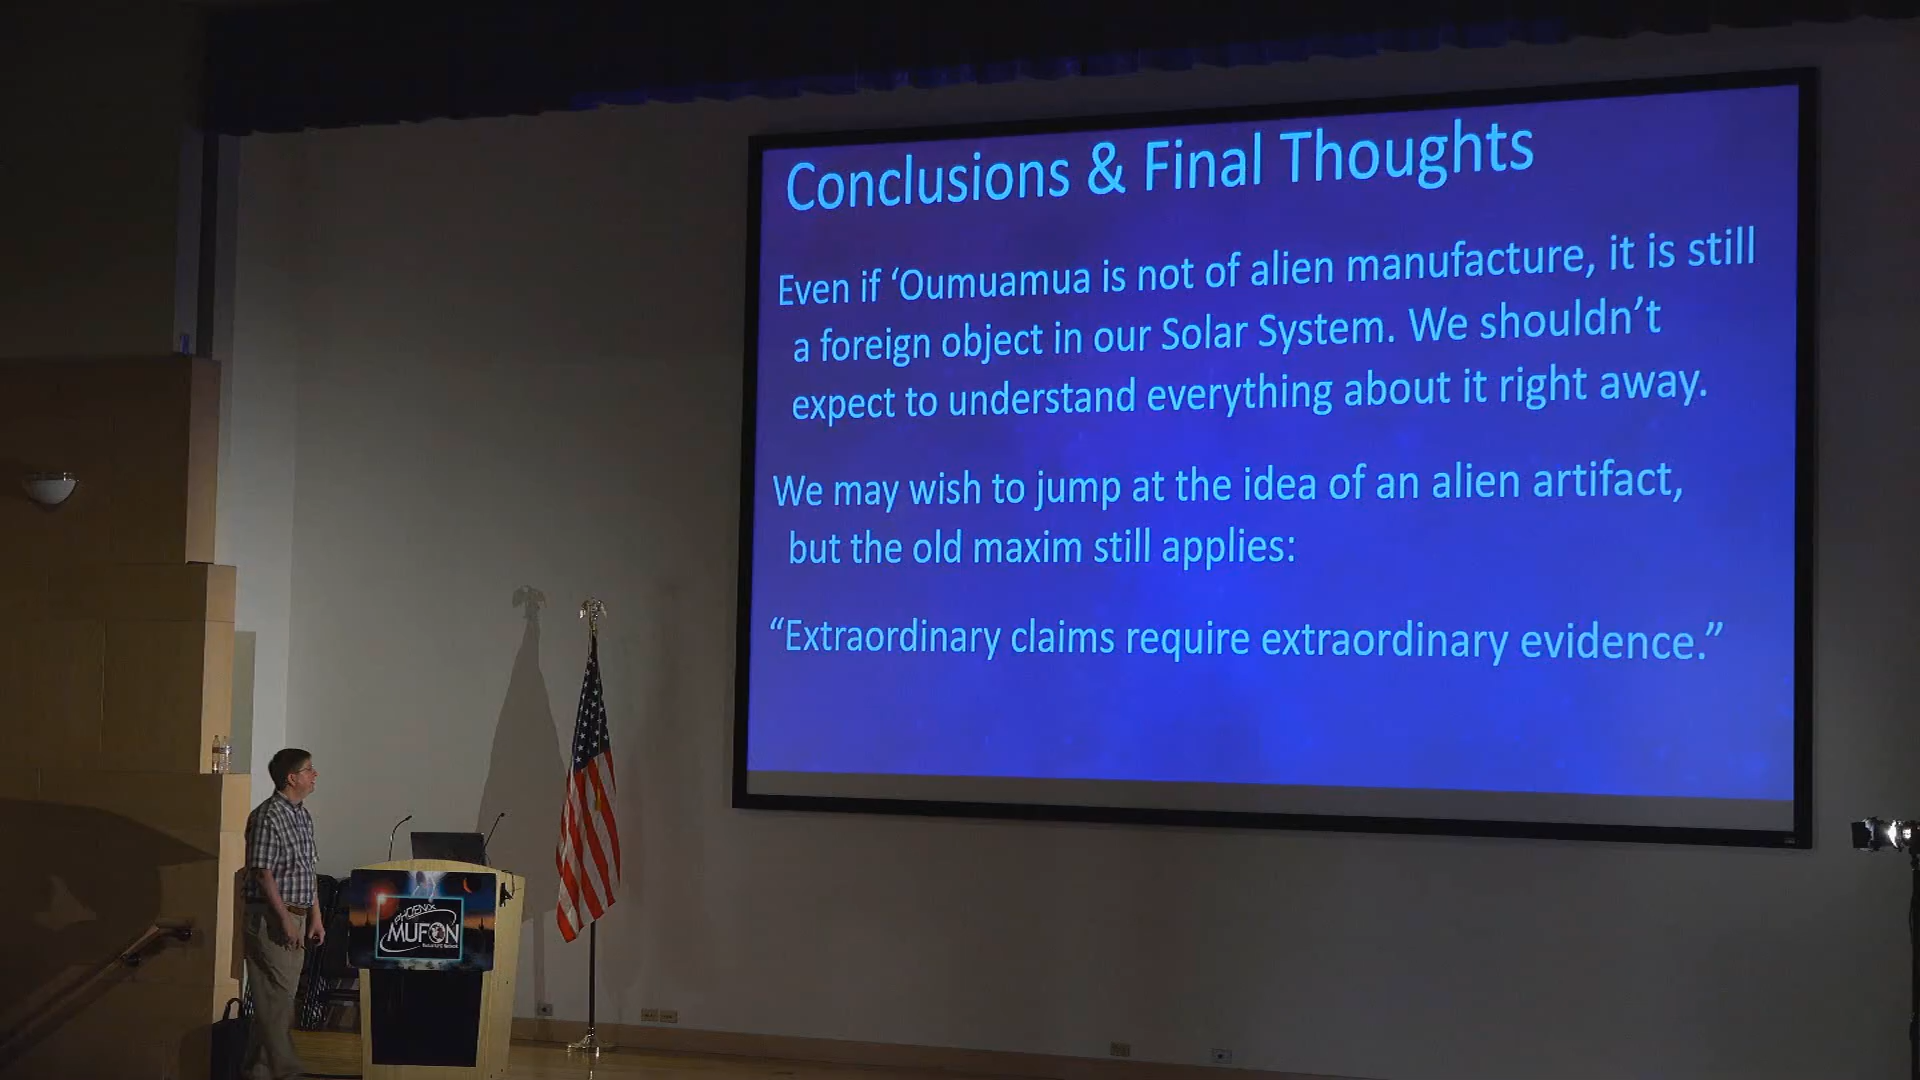 Conclusions & Final Thoughts
Even if ‘Oumuamua is not of alien manufacture, it is still
a foreign object in our Solar System. We shouldn’t
expect to understand everything about it right away.
We may wish to jump at the idea of an alien artifact,
but the old maxim still applies:
“Extraordinary claims require extraordinary evidence.”
PHOENIX
MUFON